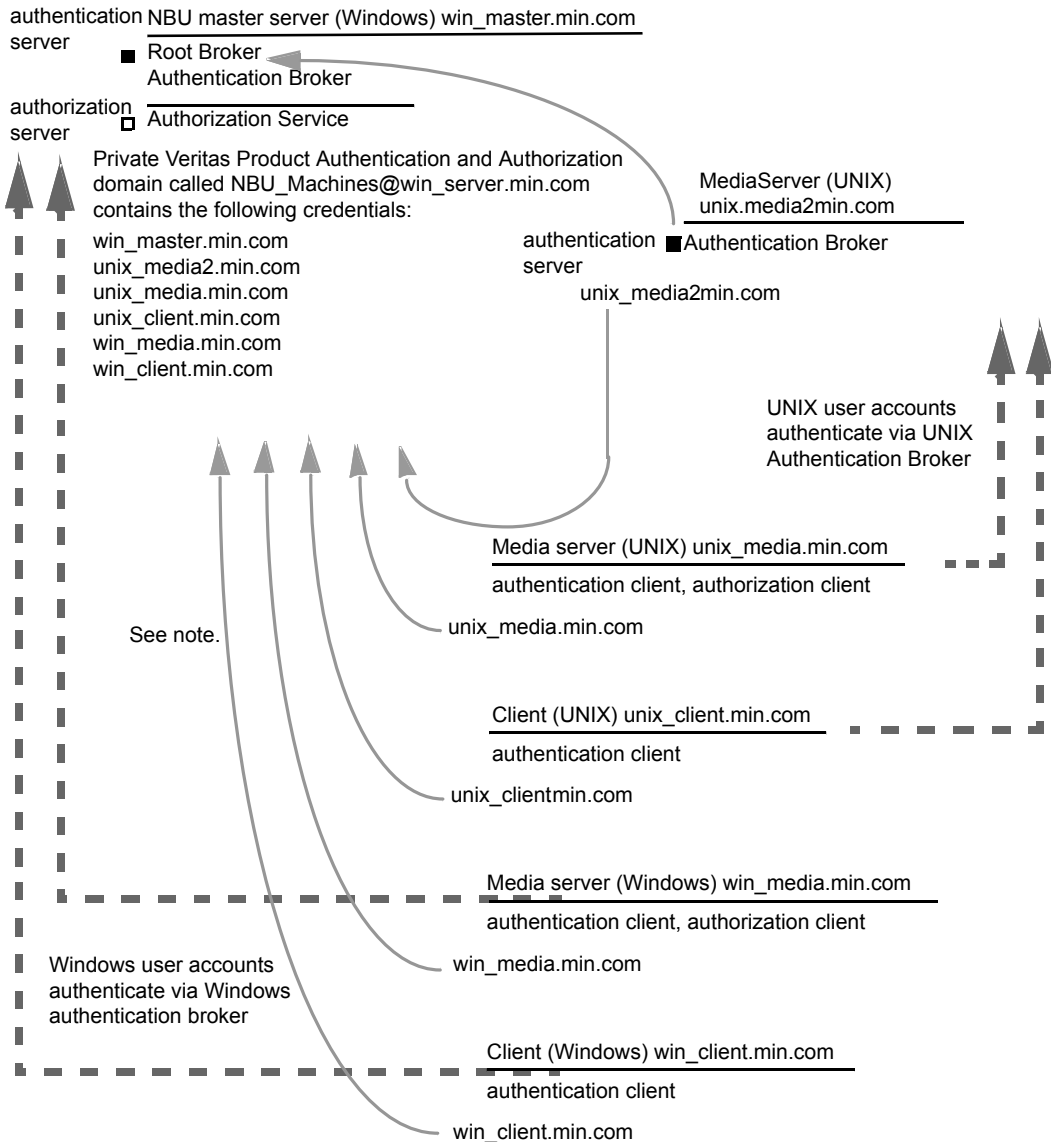 authentication
server
NBU master server (Windows) win_master.min.com
Root Broker
Authentication Broker
authorization
server
Authorization Service
Private Veritas Product Authentication and Authorization
domain called NBU_Machines@win_server.min.com
contains the following credentials:
win_master.min.com
unix_media2.min.com
unix_media.min.com
unix_client.min.com
win_media.min.com
win_client.min.com
MediaServer (UNIX)
unix.media2min.com
authentication
server
Authentication Broker
unix_media2min.com
UNIX user accounts
authenticate via UNIX
Authentication Broker
Media server (UNIX) unix_media.min.com
authentication client, authorization client
unix_media.min.com
See note.
Client (UNIX) unix_client.min.com
authentication client
unix_clientmin.com
Media server (Windows) win_media.min.com
authentication client, authorization client
win_media.min.com
Windows user accounts
authenticate via Windows
authentication broker
Client (Windows) win_client.min.com
authentication client
win_client.min.com